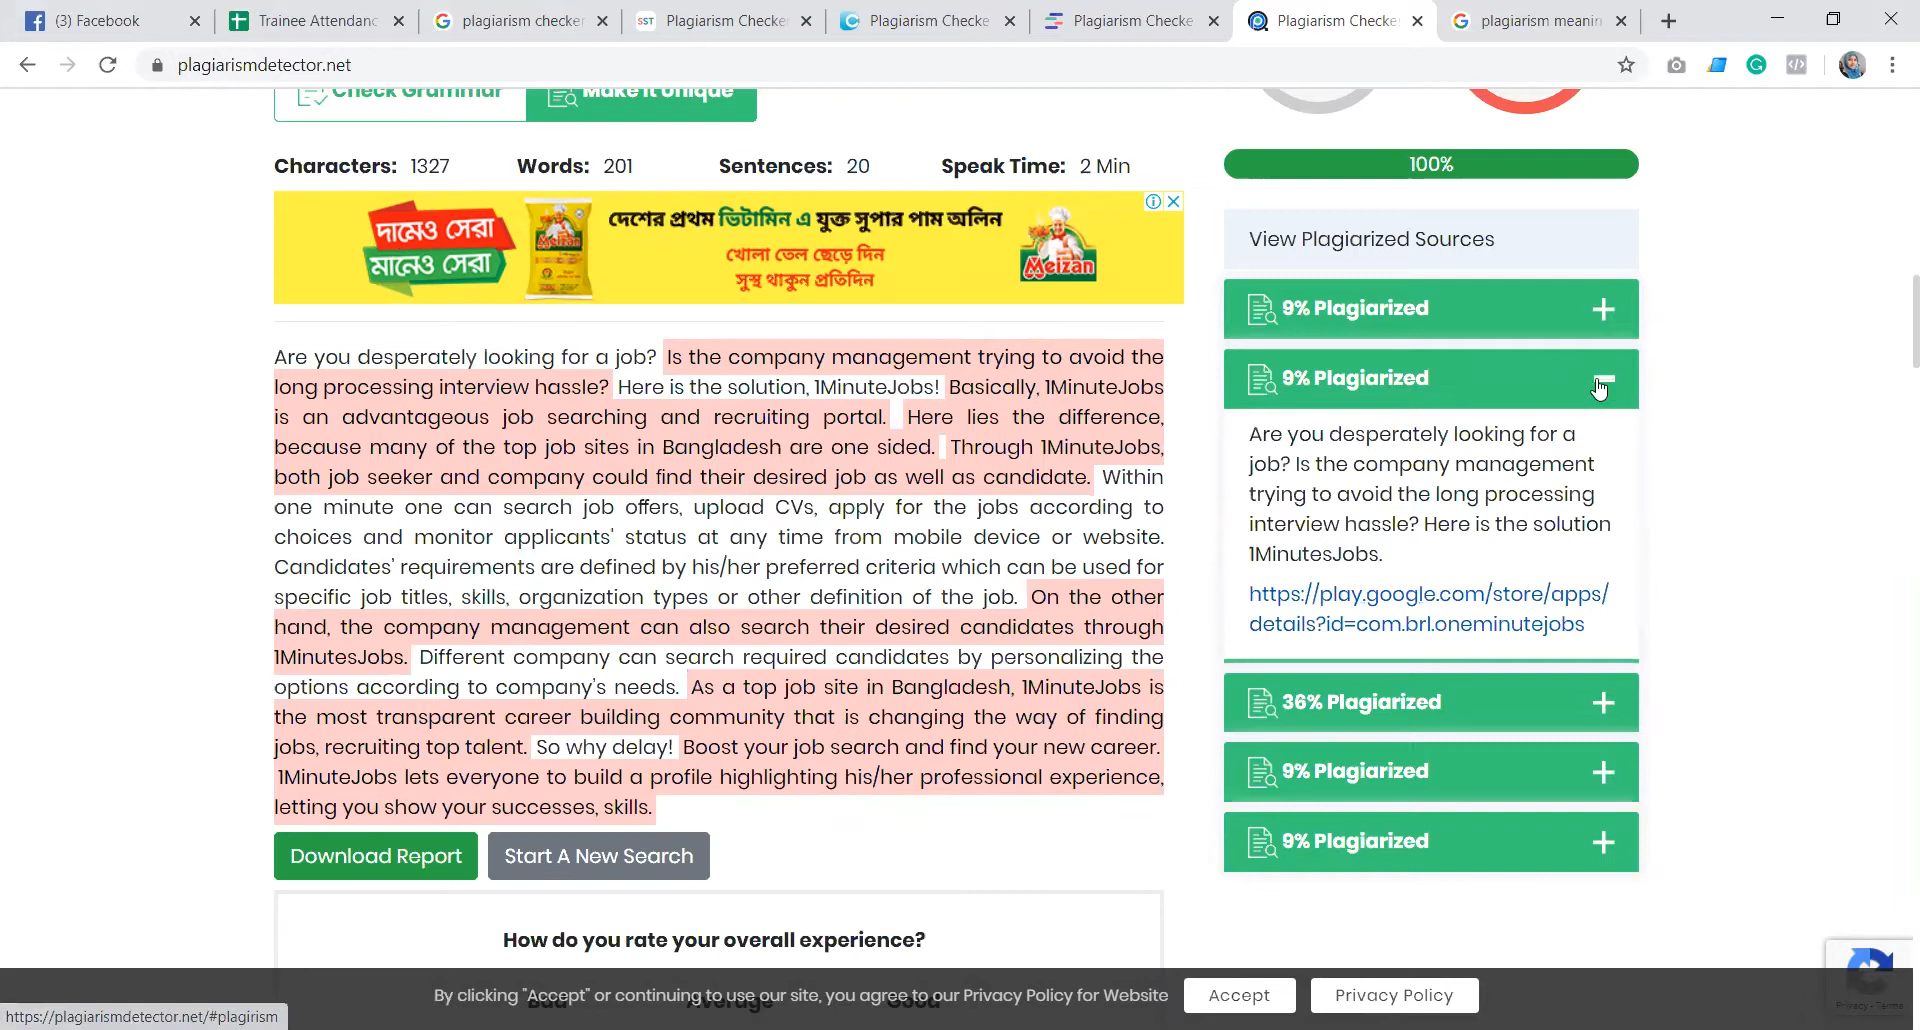 (3) Facebook
Trainee Attendanc
plagiarism checker
SST
Plagiarism Checke
Plagiarism Checke
Plagiarism Checke
Plagiarism Checke
plagiarism meanin
plagiarismdetector.net
Check Grammar
Make It Unique
Characters: 1327 Words: 201 Sentences: 20 Speak Time: 2 Min
100%
দামেও সেরা
মানেও সেরা
দেশের প্রথম ভিটামিন এ যুক্ত সুপার পাম অলিন
খোলা তেল ছেড়ে দিন
সুস্থ থাকুন প্রতিদিন
Meizan
View Plagiarized Sources
9% Plagiarized
9% Plagiarized
Are you desperately looking for a
job? Is the company management
trying to avoid the long processing
interview hassle? Here is the solution
1MinutesJobs.
https://play.google.com/store/apps/
details?id=com.brl.oneminutejobs
36% Plagiarized
9% Plagiarized
9% Plagiarized
Are you desperately looking for a job? Is the company management trying to avoid the
long processing interview hassle? Here is the solution, 1MinuteJobs! Basically, 1MinuteJobs
is an advantageous job searching and recruiting portal. Here lies the difference,
because many of the top job sites in Bangladesh are one sided. Through 1MinuteJobs,
both job seeker and company could find their desired job as well as candidate. Within
one minute one can search job offers, upload CVs, apply for the jobs according to
choices and monitor applicants' status at any time from mobile device or website.
Candidates' requirements are defined by his/her preferred criteria which can be used for
specific job titles, skills, organization types or other definition of the job. On the other
hand, the company management can also search their desired candidates through
1MinutesJobs. Different company can search required candidates by personalizing the
options according to company's needs. As a top job site in Bangladesh, 1MinuteJobs is
the most transparent career building community that is changing the way of finding
jobs, recruiting top talent. So why delay! Boost your job search and find your new career.
1MinuteJobs lets everyone to build a profile highlighting his/her professional experience,
letting you show your successes, skills.
Download Report
Start A New Search
How do you rate your overall experience?
Bad Average Good
By clicking "Accept" or continuing to use our site, you agree to our Privacy Policy for Website
Accept
Privacy Policy
Privacy - Terms
https://plagiarismdetector.net/#plagirism